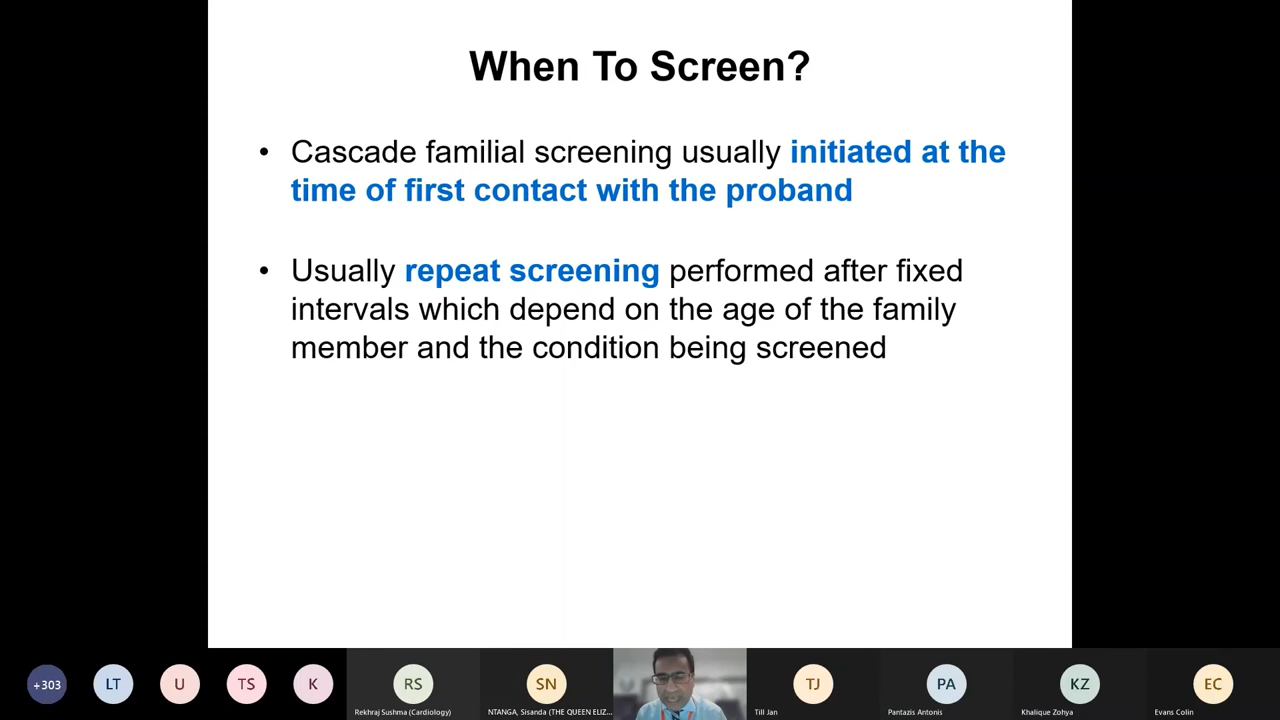 When To Screen?
• Cascade familial screening usually initiated at the
time of first contact with the proband
• Usually repeat screening performed after fixed
intervals which depend on the age of the family
member and the condition being screened
+303
LT
U
TS
K
RS
SN
TJ
PA
KZ
EC
Rekhraj Sushma (Cardiology)
NTANGA, Sisanda (THE QUEEN ELIZ...
Till Jan
Pantazis Antonis
Khalique Zohya
Evans Colin